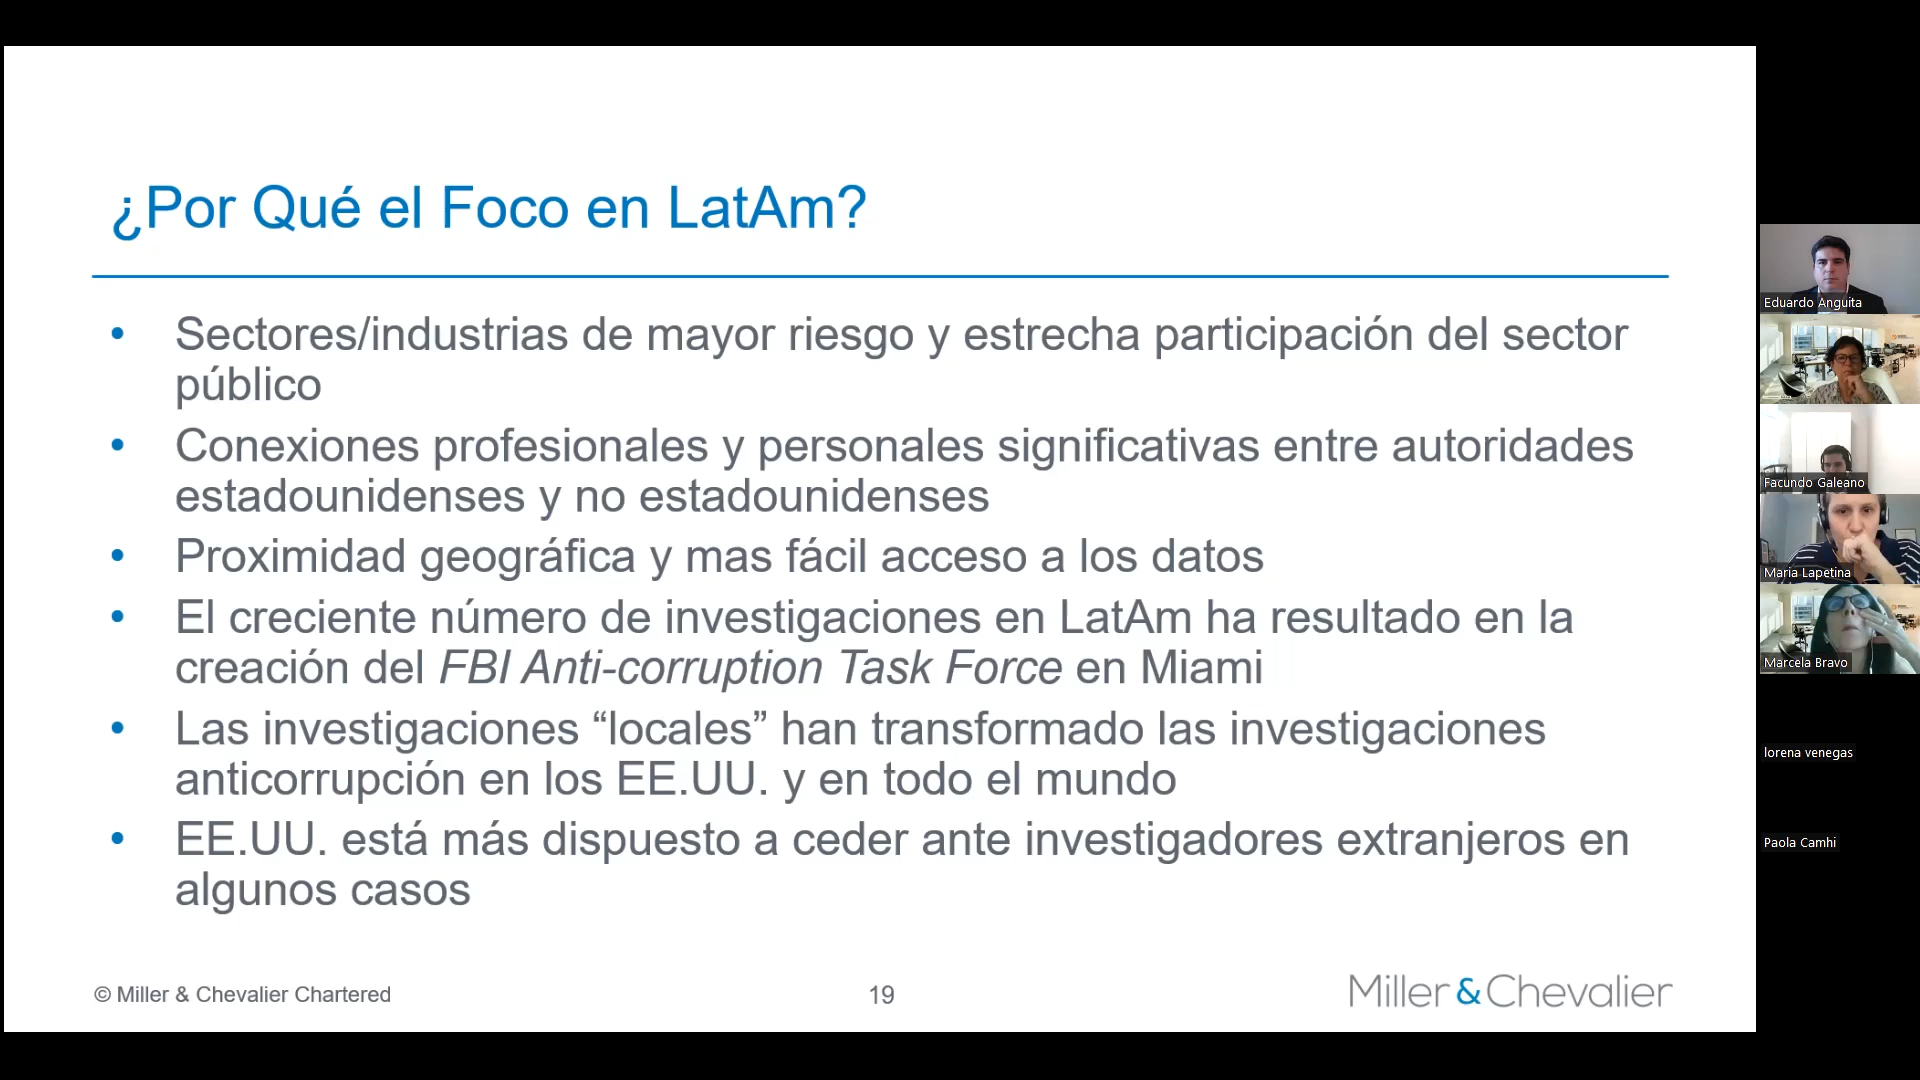 ¿Por Qué el Foco en LatAm?
• Sectores/industrias de mayor riesgo y estrecha participación del sector
público
• Conexiones profesionales y personales significativas entre autoridades
estadounidenses y no estadounidenses
• Proximidad geográfica y mas fácil acceso a los datos
• El creciente número de investigaciones en LatAm ha resultado en la
creación del FBI Anti-corruption Task Force en Miami
• Las investigaciones “locales” han transformado las investigaciones
anticorrupción en los EE.UU. y en todo el mundo
• EE.UU. está más dispuesto a ceder ante investigadores extranjeros en
algunos casos
© Miller & Chevalier Chartered
19
Miller & Chevalier
Eduardo Anguita
Facundo Galeano
Maria Lapetina
Marcela Bravo
lorena venegas
Paola Camhi